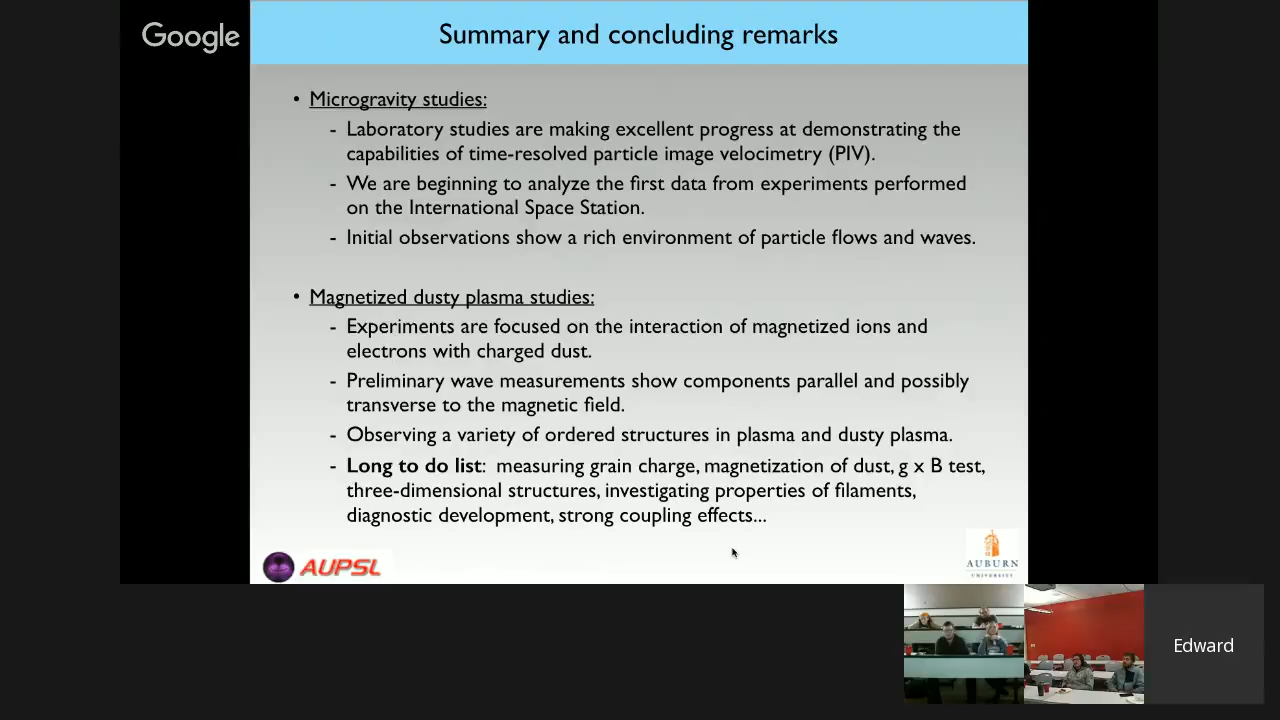 Google
Summary and concluding remarks
• Microgravity studies:
- Laboratory studies are making excellent progress at demonstrating the
capabilities of time-resolved particle image velocimetry (PIV).
- We are beginning to analyze the first data from experiments performed
on the International Space Station.
- Initial observations show a rich environment of particle flows and waves.
• Magnetized dusty plasma studies:
- Experiments are focused on the interaction of magnetized ions and
electrons with charged dust.
- Preliminary wave measurements show components parallel and possibly
transverse to the magnetic field.
- Observing a variety of ordered structures in plasma and dusty plasma.
- Long to do list: measuring grain charge, magnetization of dust, g x B test,
three-dimensional structures, investigating properties of filaments,
diagnostic development, strong coupling effects...
AUPSL
AUBURN
UNIVERSITY
Edward